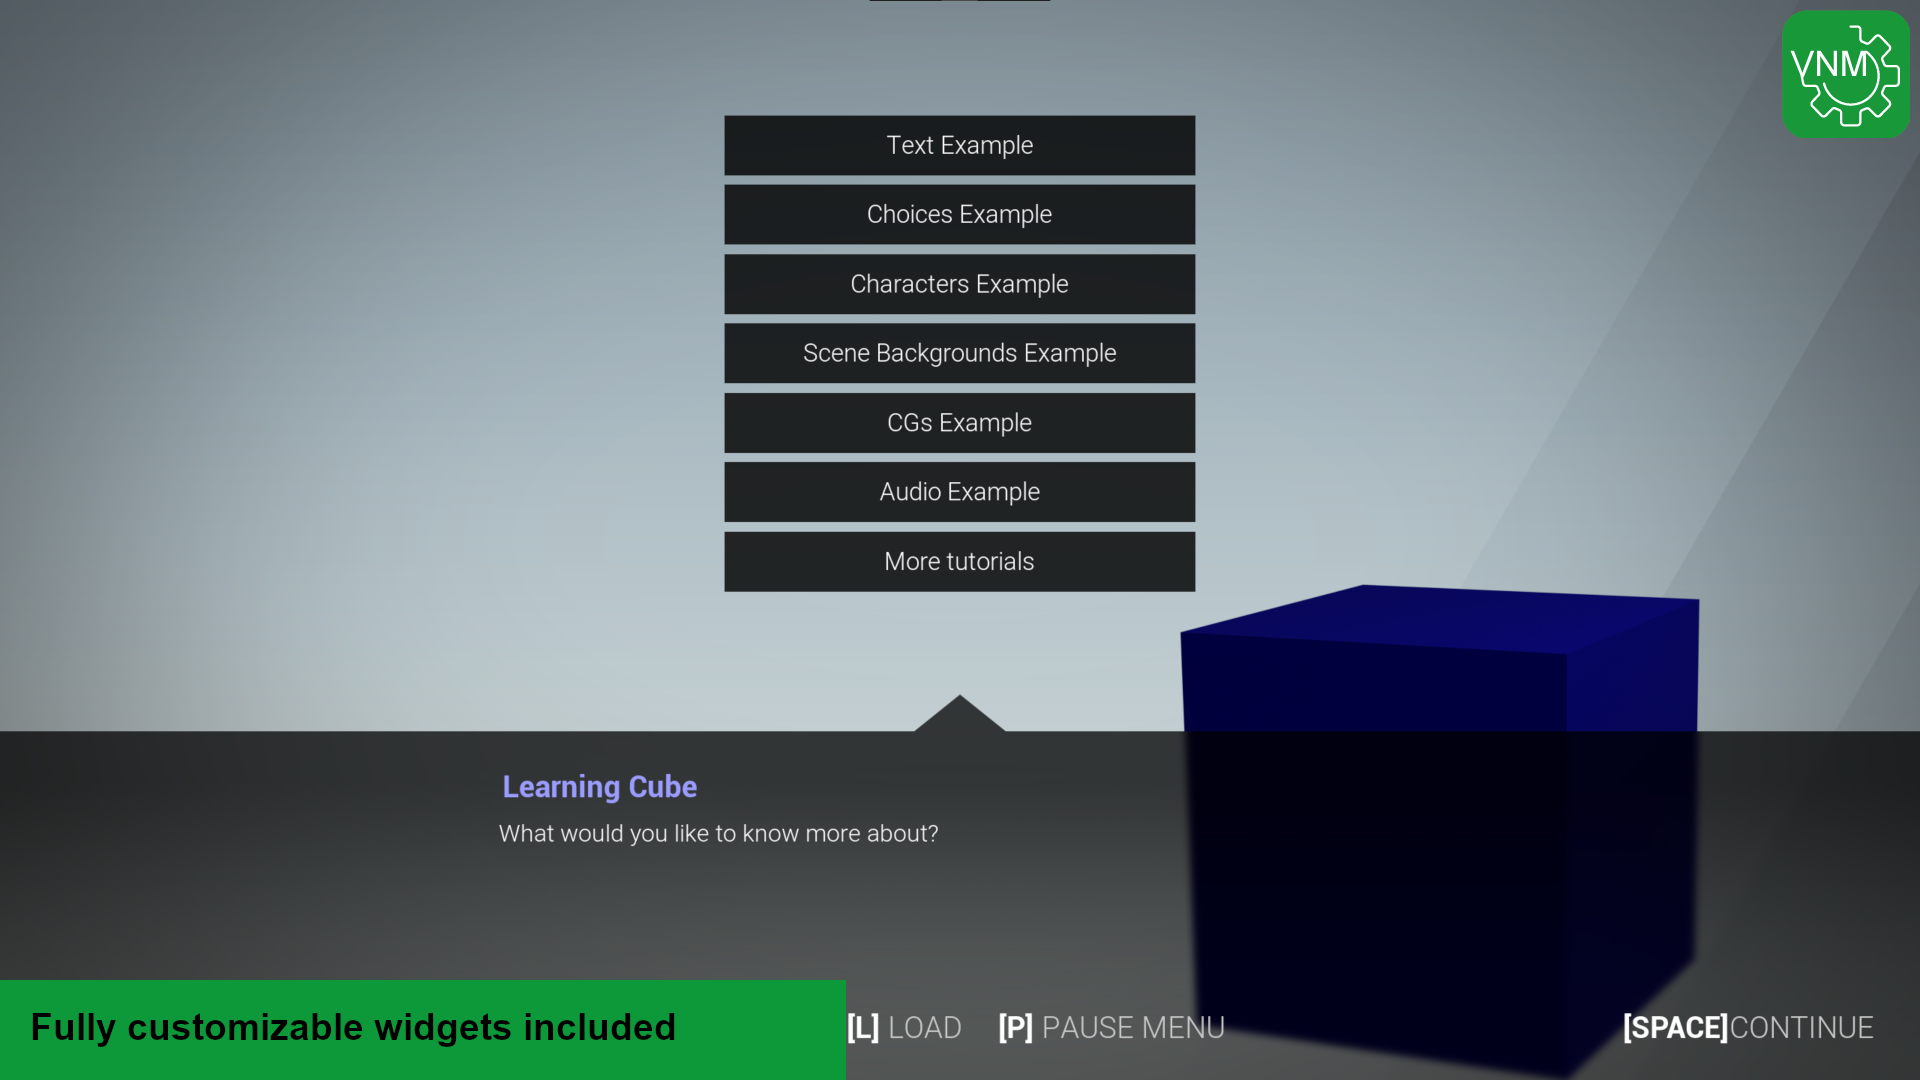 VNM
Text Example
Choices Example
Characters Example
Scene Backgrounds Example
CGs Example
Audio Example
More tutorials
Learning Cube
What would you like to know more about?
Fully customizable widgets included
[L] LOAD [P] PAUSE MENU [SPACE]CONTINUE